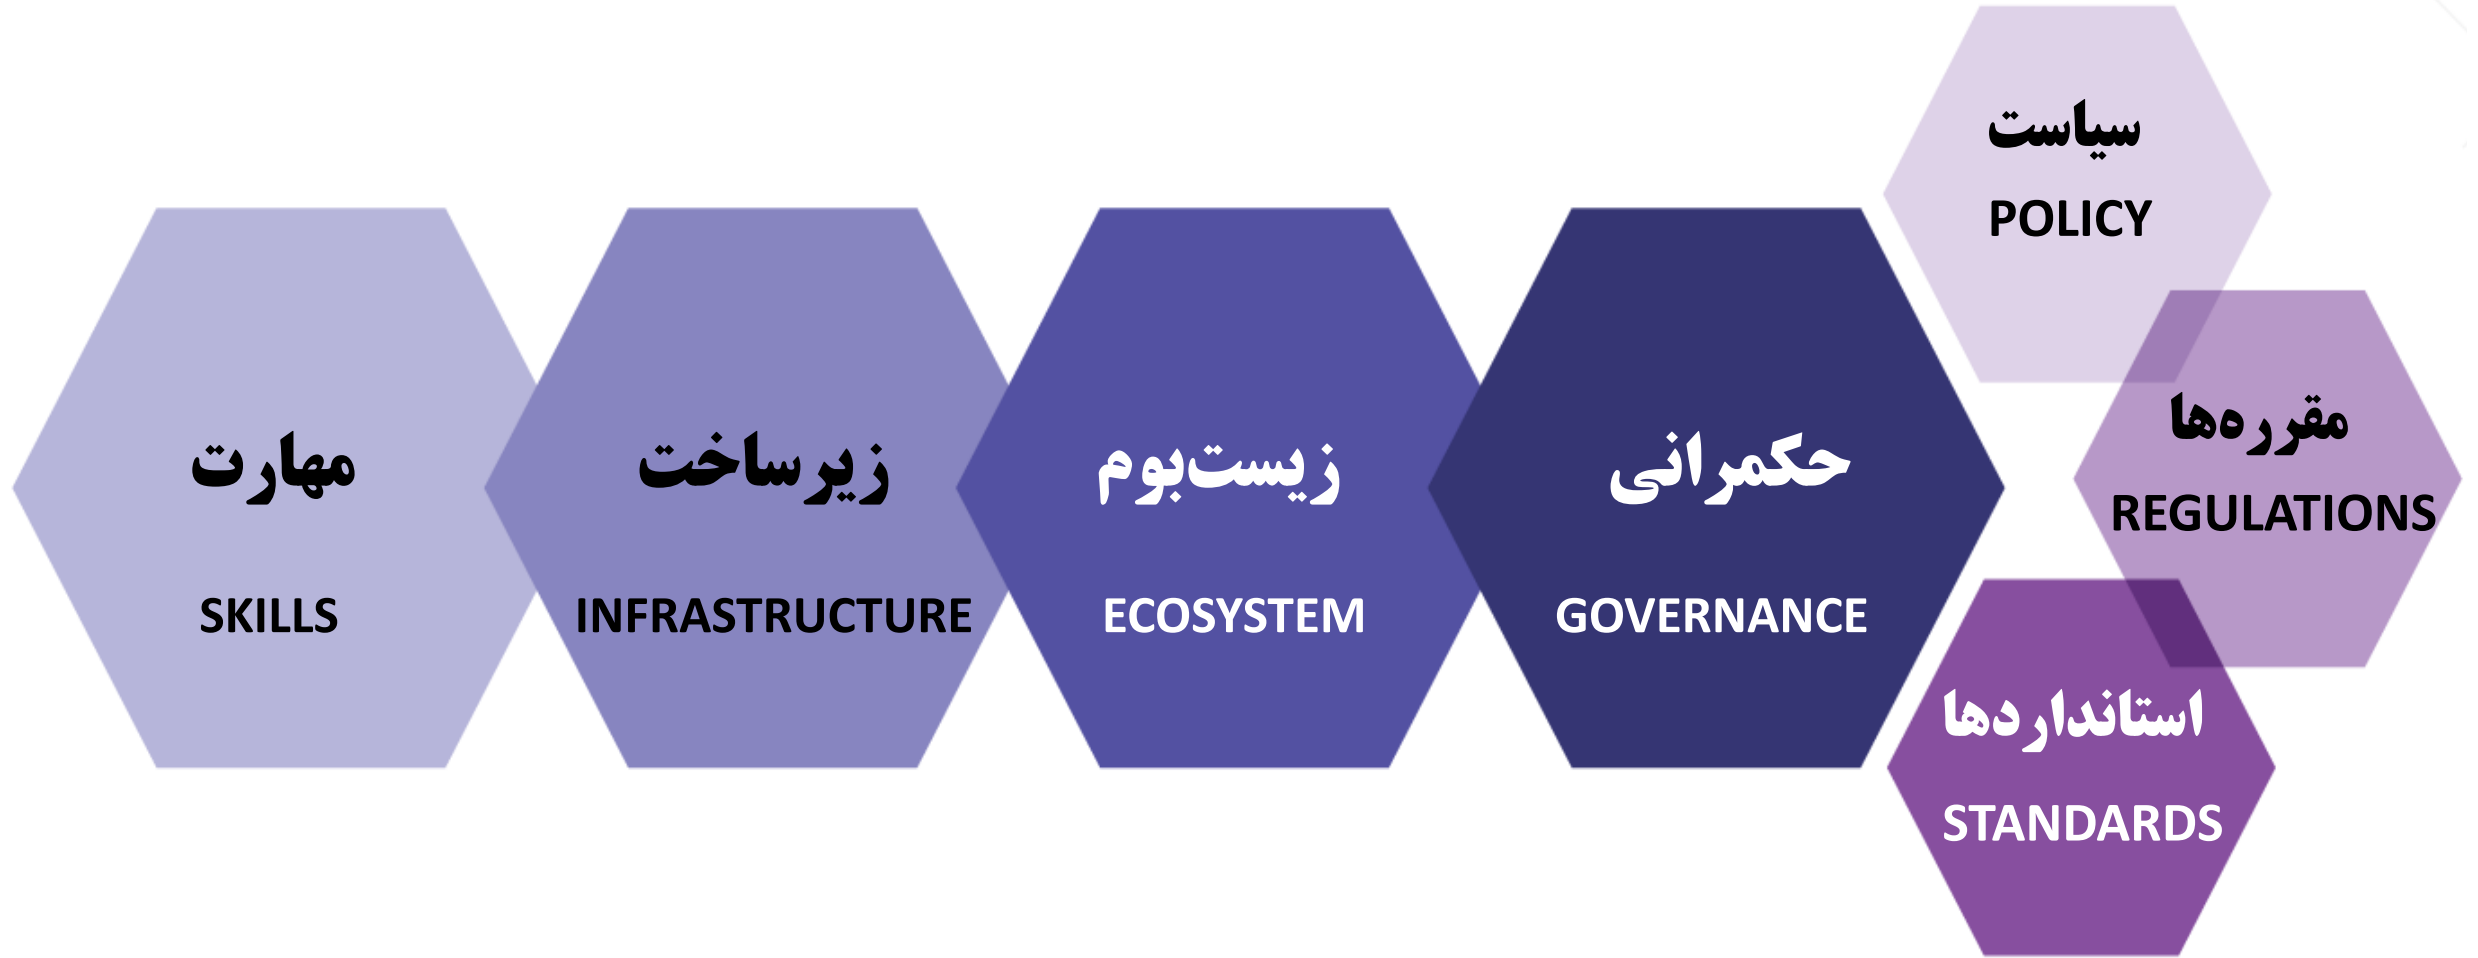 سیاست
POLICY
مهارت
SKILLS
زیرساخت
INFRASTRUCTURE
زیست‌بوم
ECOSYSTEM
حکمرانی
GOVERNANCE
مقرره‌ها
REGULATIONS
استانداردها
STANDARDS